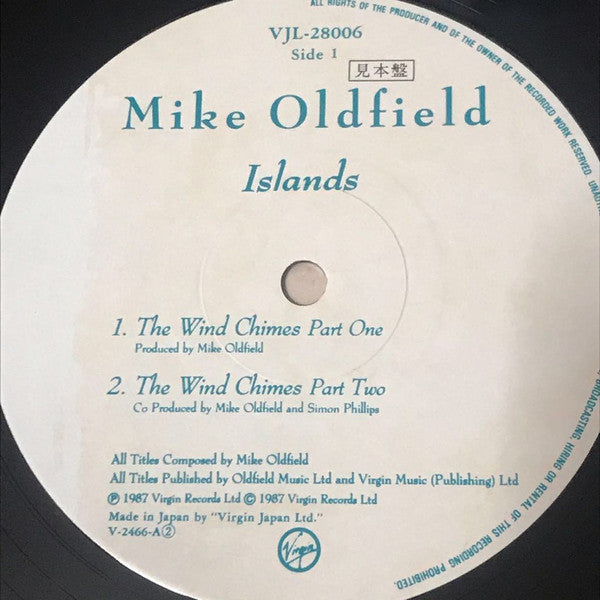 ALL RIGHTS OF THE PRODUCER AND OF THE OWNER OF THE RECORDED WORK RESERVED.
VJL-28006
Side 1
見本盤
Mike Oldfield
Islands
1. The Wind Chimes Part One
Produced by Mike Oldfield
2. The Wind Chimes Part Two
Co Produced by Mike Oldfield and Simon Phillips
All Titles Composed by Mike Oldfield
All Titles Published by Oldfield Music Ltd and Virgin Music (Publishing) Ltd
Ⓟ 1987 Virgin Records Ltd © 1987 Virgin Records Ltd
Made in Japan by "Virgin Japan Ltd."
V-2466-A②
Virgin
BROADCASTING, HIRING OR RENTAL OF THIS RECORDING PROHIBITED.